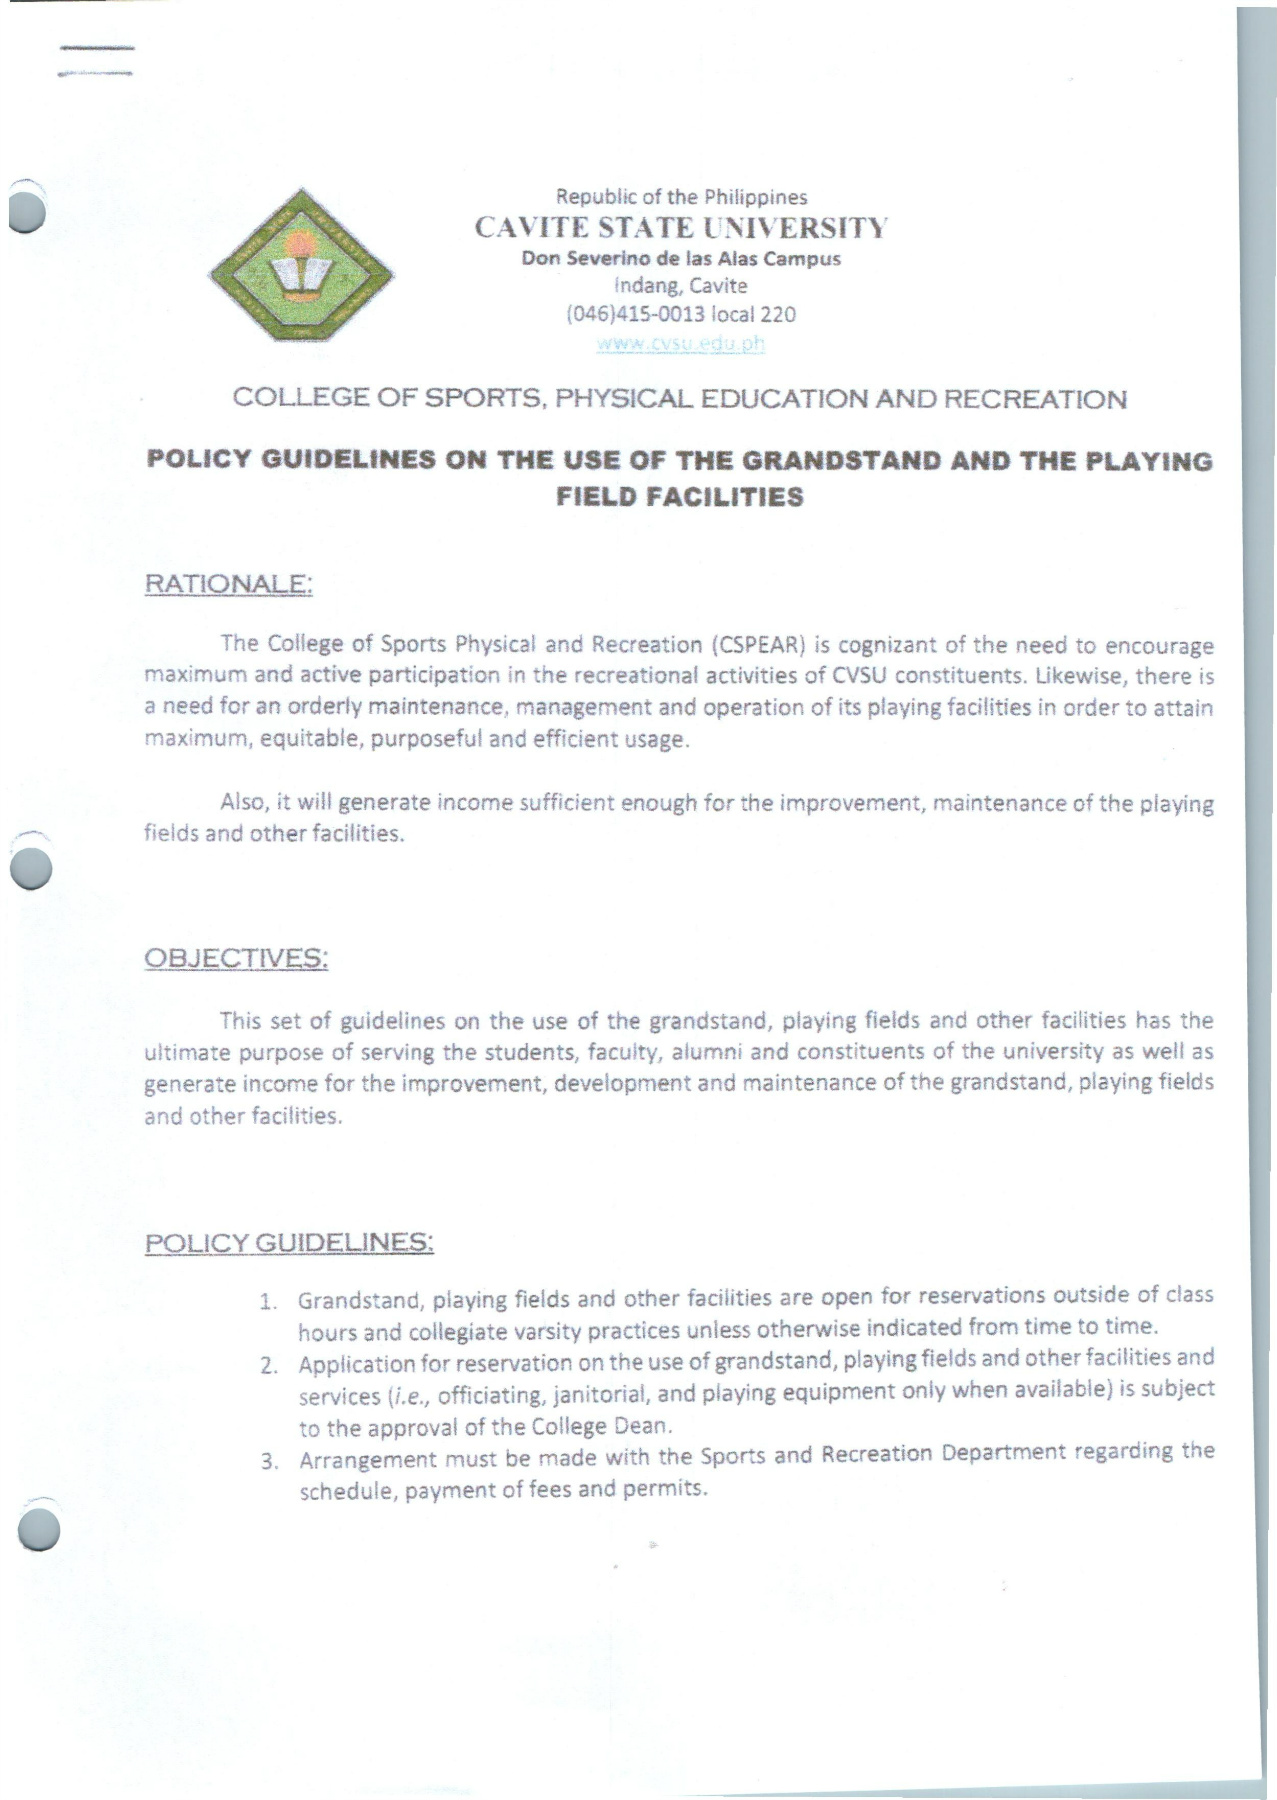 Republic of the Philippines
CAVITE STATE UNIVERSITY
Don Severino de las Alas Campus
Indang, Cavite
(046)415-0013 local 220
www.cvsu.edu.ph
COLLEGE OF SPORTS, PHYSICAL EDUCATION AND RECREATION
POLICY GUIDELINES ON THE USE OF THE GRANDSTAND AND THE PLAYING
FIELD FACILITIES
RATIONALE:
The College of Sports Physical and Recreation (CSPEAR) is cognizant of the need to encourage
maximum and active participation in the recreational activities of CVSU constituents. Likewise, there is
a need for an orderly maintenance, management and operation of its playing facilities in order to attain
maximum, equitable, purposeful and efficient usage.
Also, it will generate income sufficient enough for the improvement, maintenance of the playing
fields and other facilities.
OBJECTIVES:
This set of guidelines on the use of the grandstand, playing fields and other facilities has the
ultimate purpose of serving the students, faculty, alumni and constituents of the university as well as
generate income for the improvement, development and maintenance of the grandstand, playing fields
and other facilities.
POLICY GUIDELINES:
1. Grandstand, playing fields and other facilities are open for reservations outside of class
hours and collegiate varsity practices unless otherwise indicated from time to time.
2. Application for reservation on the use of grandstand, playing fields and other facilities and
services (i.e., officiating, janitorial, and playing equipment only when available) is subject
to the approval of the College Dean.
3. Arrangement must be made with the Sports and Recreation Department regarding the
schedule, payment of fees and permits.